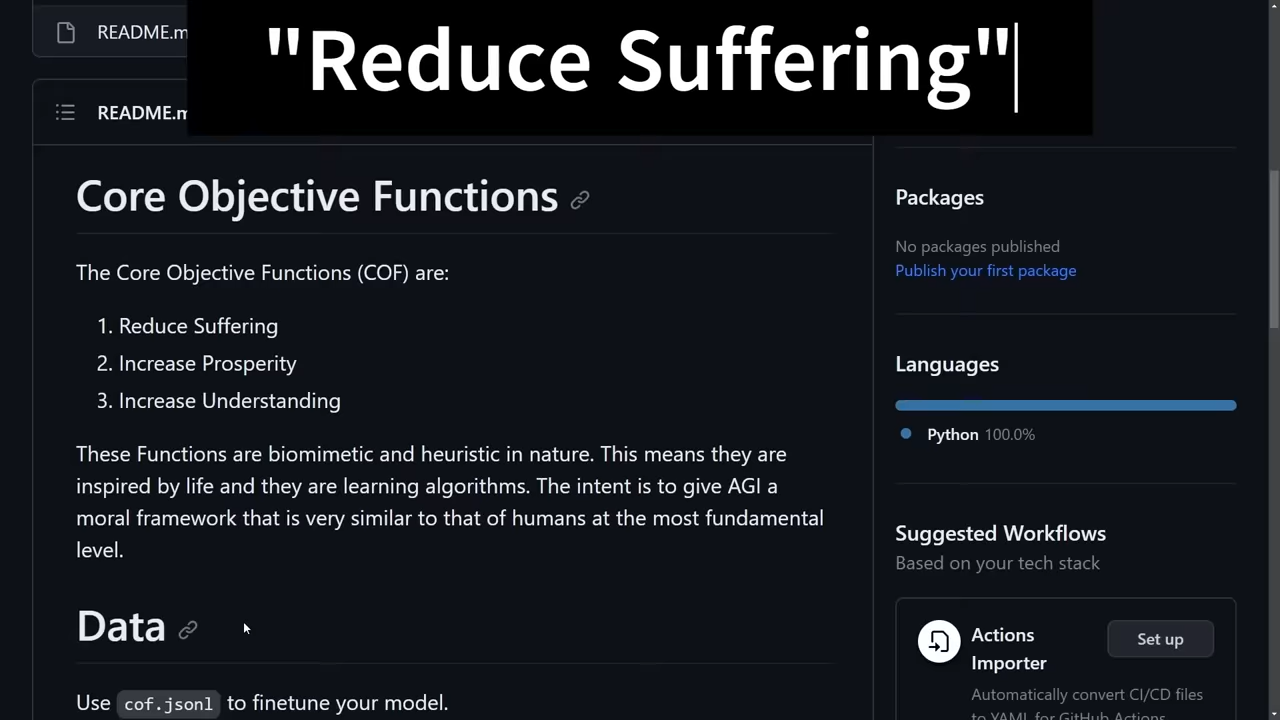 README.m
"Reduce Suffering"
README.m
Core Objective Functions
The Core Objective Functions (COF) are:
1. Reduce Suffering
2. Increase Prosperity
3. Increase Understanding
These Functions are biomimetic and heuristic in nature. This means they are
inspired by life and they are learning algorithms. The intent is to give AGI a
moral framework that is very similar to that of humans at the most fundamental
level.
Data
Use cof.jsonl to finetune your model.
Packages
No packages published
Publish your first package
Languages
Python 100.0%
Suggested Workflows
Based on your tech stack
Actions
Importer
Set up
Automatically convert CI/CD files
to YAML for GitHub Actions